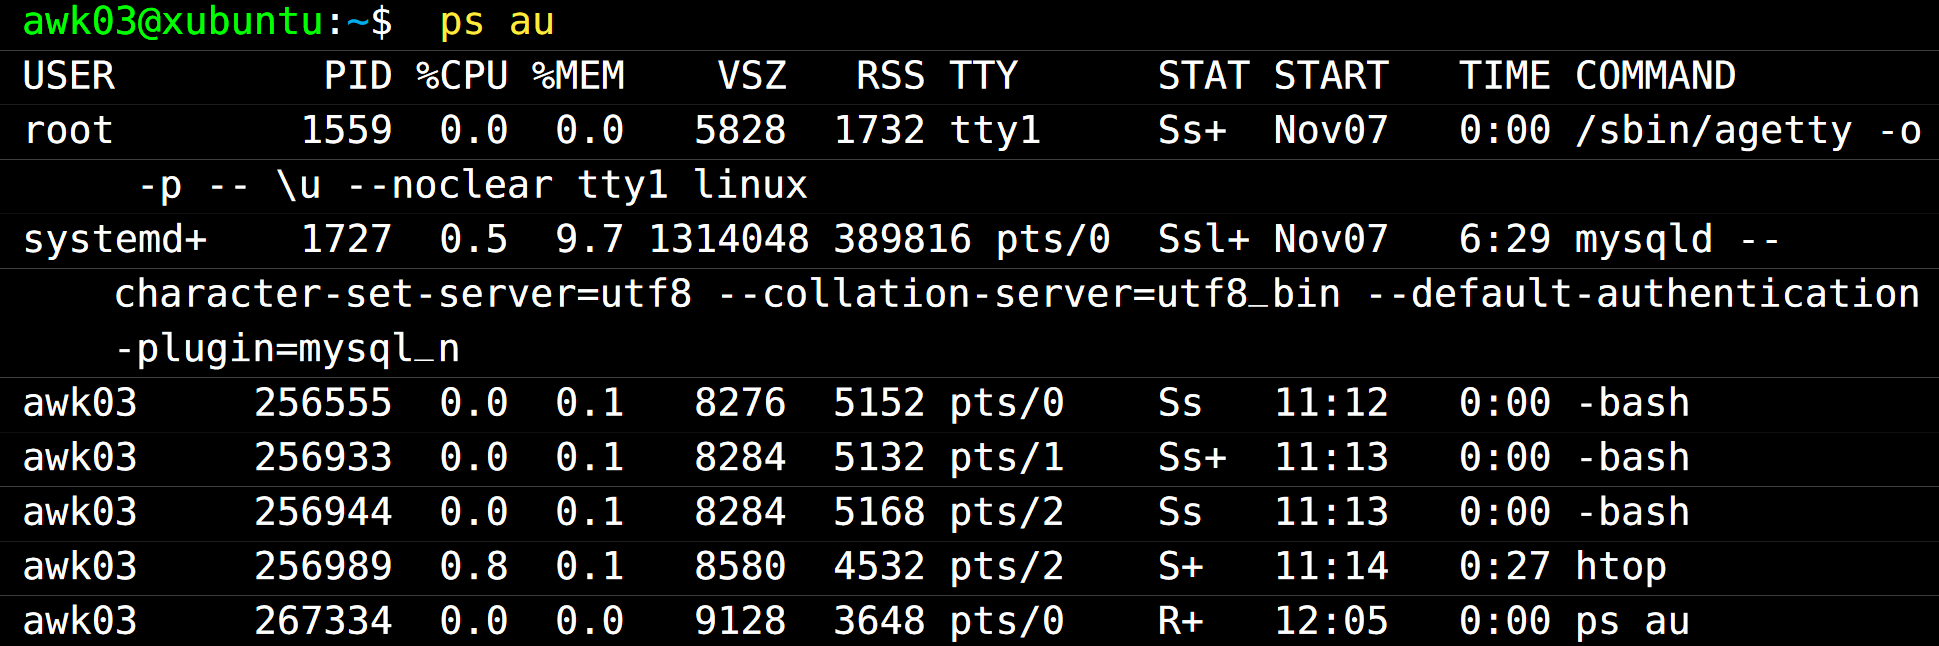 awk03@xubuntu:~$  ps au
USER         PID %CPU %MEM    VSZ   RSS TTY      STAT START   TIME COMMAND
root        1559  0.0  0.0   5828  1732 tty1     Ss+  Nov07   0:00 /sbin/agetty -o
-p -- \u --noclear tty1 linux
systemd+    1727  0.5  9.7 1314048 389816 pts/0  Ssl+ Nov07   6:29 mysqld --
character-set-server=utf8 --collation-server=utf8_bin --default-authentication
-plugin=mysql_n
awk03     256555  0.0  0.1   8276  5152 pts/0    Ss   11:12   0:00 -bash
awk03     256933  0.0  0.1   8284  5132 pts/1    Ss+  11:13   0:00 -bash
awk03     256944  0.0  0.1   8284  5168 pts/2    Ss   11:13   0:00 -bash
awk03     256989  0.8  0.1   8580  4532 pts/2    S+   11:14   0:27 htop
awk03     267334  0.0  0.0   9128  3648 pts/0    R+   12:05   0:00 ps au